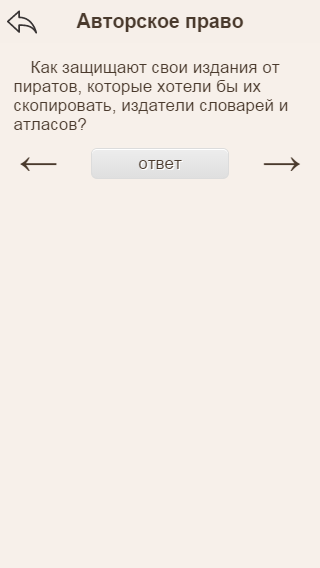 Авторское право
Как защищают свои издания от
пиратов, которые хотели бы их
скопировать, издатели словарей и
атласов?
ответ